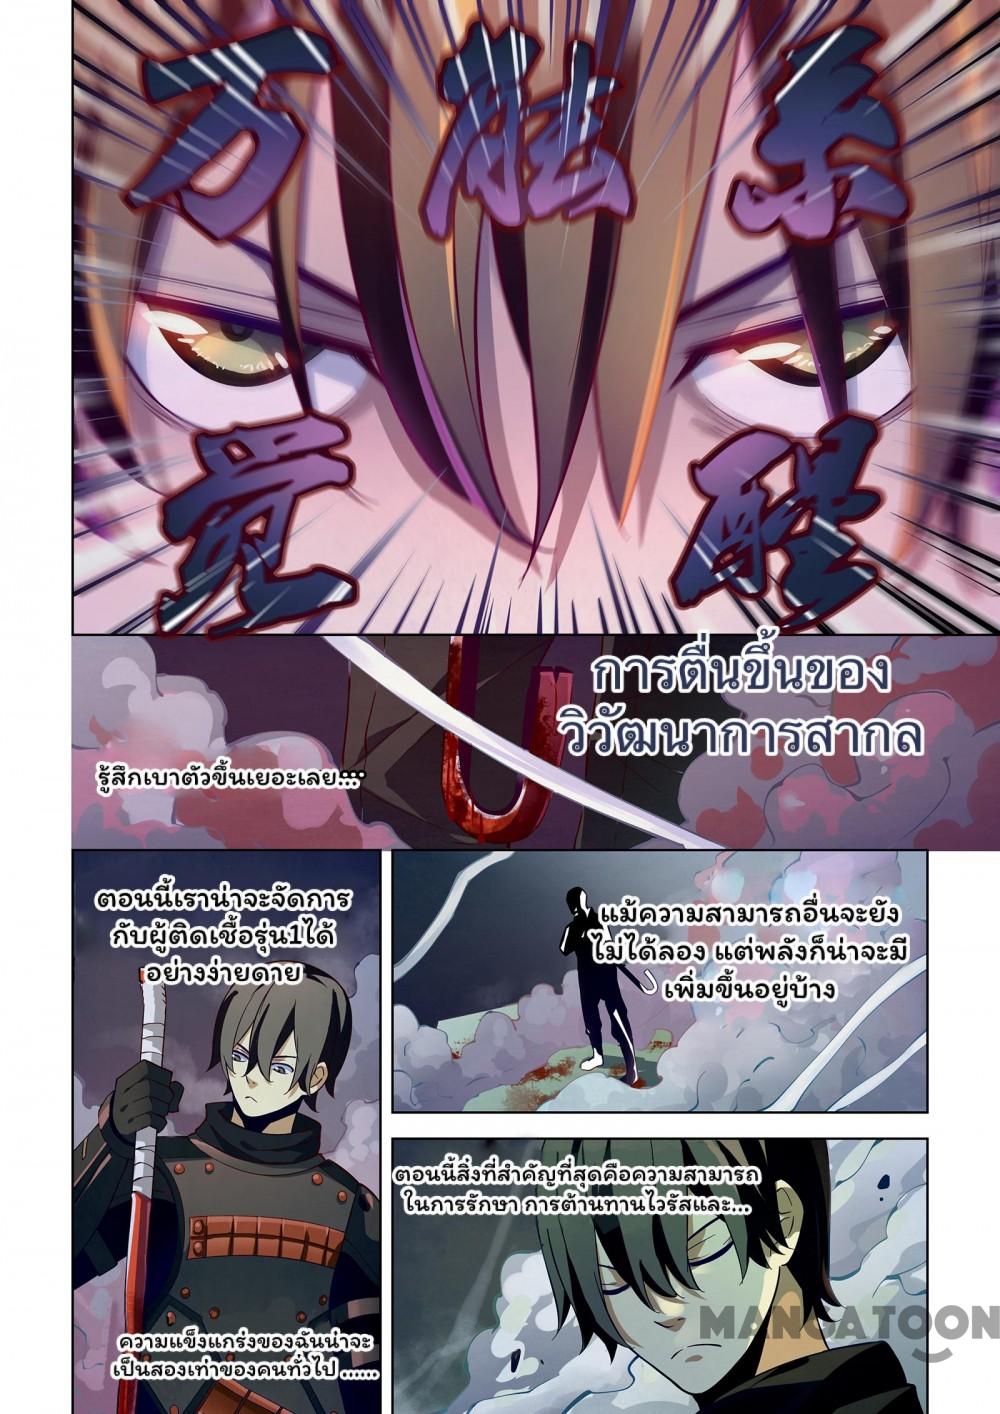 万能系
觉醒
การตื่นขึ้นของ
วิวัฒนาการสากล
รู้สึกเบาตัวขึ้นเยอะเลย....
ตอนนี้เราน่าจะจัดการ
กับผู้ติดเชื้อรุ่น1ได้
อย่างง่ายดาย
แม้ความสามารถอื่นจะยัง
ไม่ได้ลอง แต่พลังก็น่าจะมี
เพิ่มขึ้นอยู่บ้าง
ความแข็งแกร่งของฉันน่าจะ
เป็นสองเท่าของคนทั่วไป ......
ตอนนี้สิ่งที่สำคัญที่สุดคือความสามารถ
ในการรักษา การต้านทานไวรัสและ...
MANGATOON